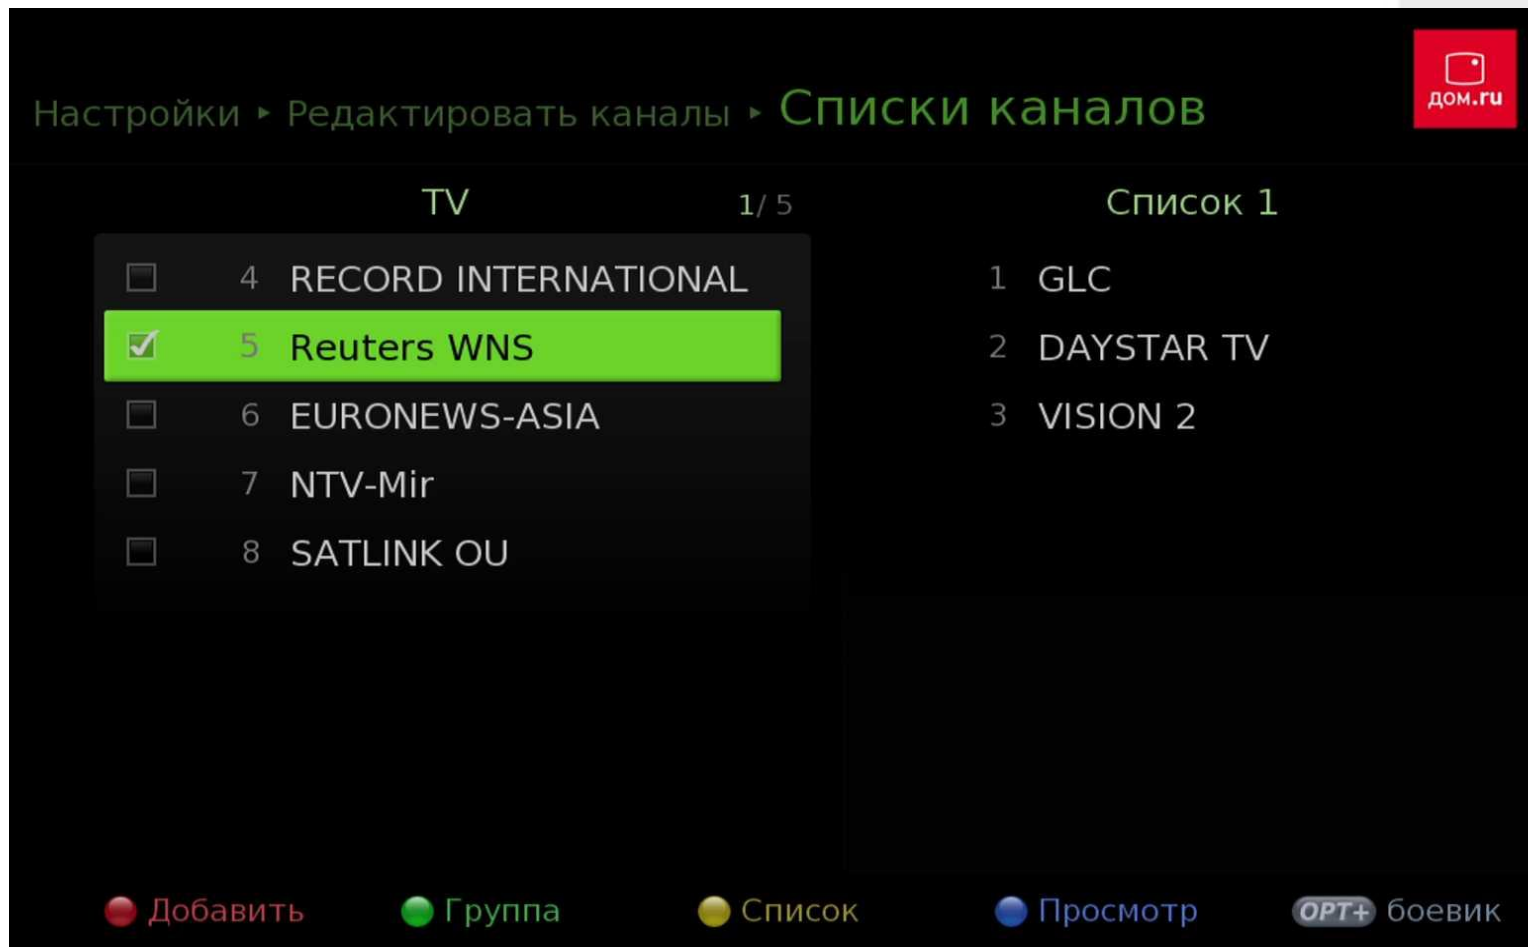 дом.ru
Настройки ▸ Редактировать каналы ▸ Списки каналов
TV 1/ 5
4 RECORD INTERNATIONAL
5 Reuters WNS
6 EURONEWS-ASIA
7 NTV-Mir
8 SATLINK OU
Список 1
1 GLC
2 DAYSTAR TV
3 VISION 2
Добавить Группа Список Просмотр OPT+ боевик